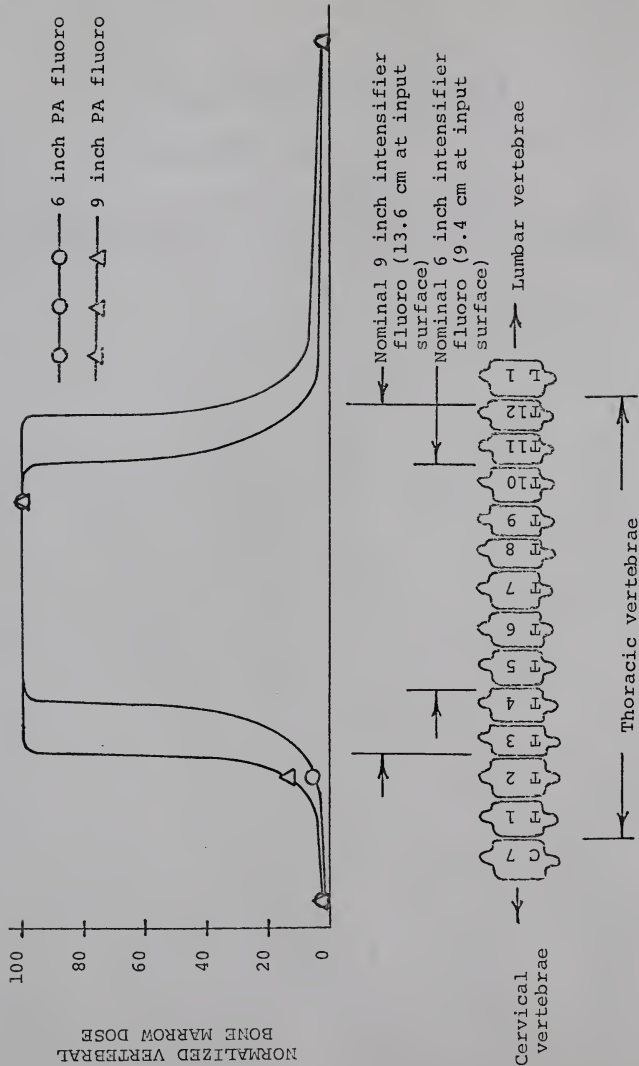 NORMALIZED VERTEBRAL
BONE MARROW DOSE
100
80
60
40
20
0
6 inch PA fluoro
9 inch PA fluoro
Nominal 9 inch intensifier
fluoro (13.6 cm at input
surface)
Nominal 6 inch intensifier
fluoro (9.4 cm at input
surface)
Cervical
vertebrae
C 7
T 1
T 2
T 3
T 4
T 5
T 6
T 7
T 8
T 9
T10
T11
T12
L 1
Lumbar vertebrae
Thoracic vertebrae